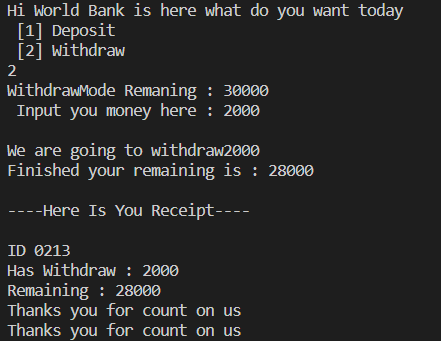 Hi World Bank is here what do you want today
[1] Deposit
[2] Withdraw
2
WithdrawMode Remaning : 30000
Input you money here : 2000
We are going to withdraw2000
Finished your remaining is : 28000
----Here Is You Receipt----
ID 0213
Has Withdraw : 2000
Remaining : 28000
Thanks you for count on us
Thanks you for count on us